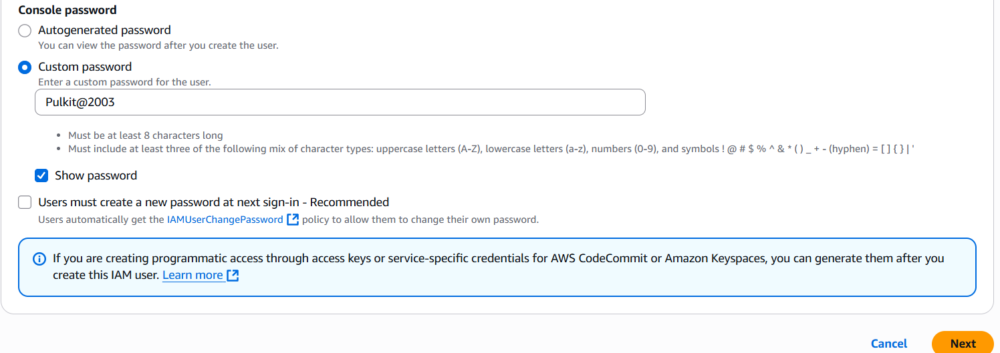 Console password
Autogenerated password
You can view the password after you create the user.
Custom password
Enter a custom password for the user.
Pulkit@2003
Must be at least 8 characters long
Must include at least three of the following mix of character types: uppercase letters (A-Z), lowercase letters (a-z), numbers (0-9), and symbols ! @ # $ % ^ & * ( ) _ + - (hyphen) = [ ] { } | '
Show password
Users must create a new password at next sign-in - Recommended
Users automatically get the IAMUserChangePassword policy to allow them to change their own password.
If you are creating programmatic access through access keys or service-specific credentials for AWS CodeCommit or Amazon Keyspaces, you can generate them after you
create this IAM user. Learn more
Cancel Next